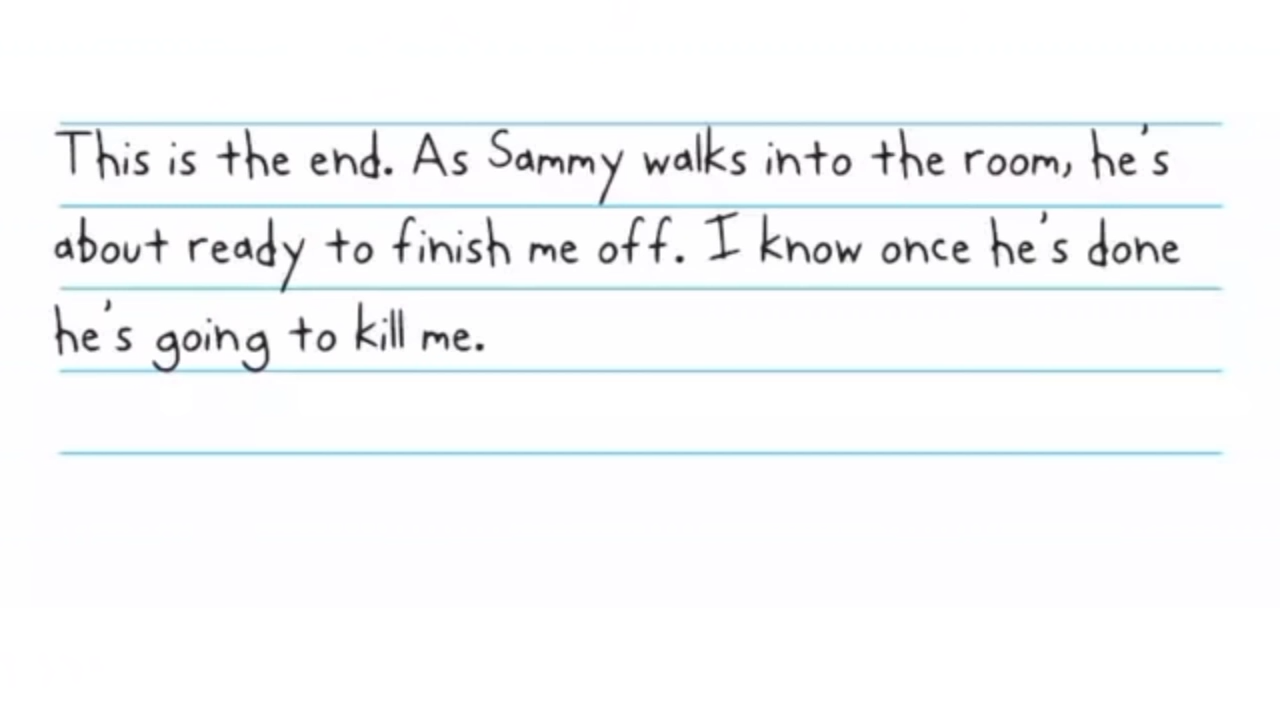 This is the end. As Sammy walks into the room, he's
about ready to finish me off. I know once he's done
he's going to kill me.